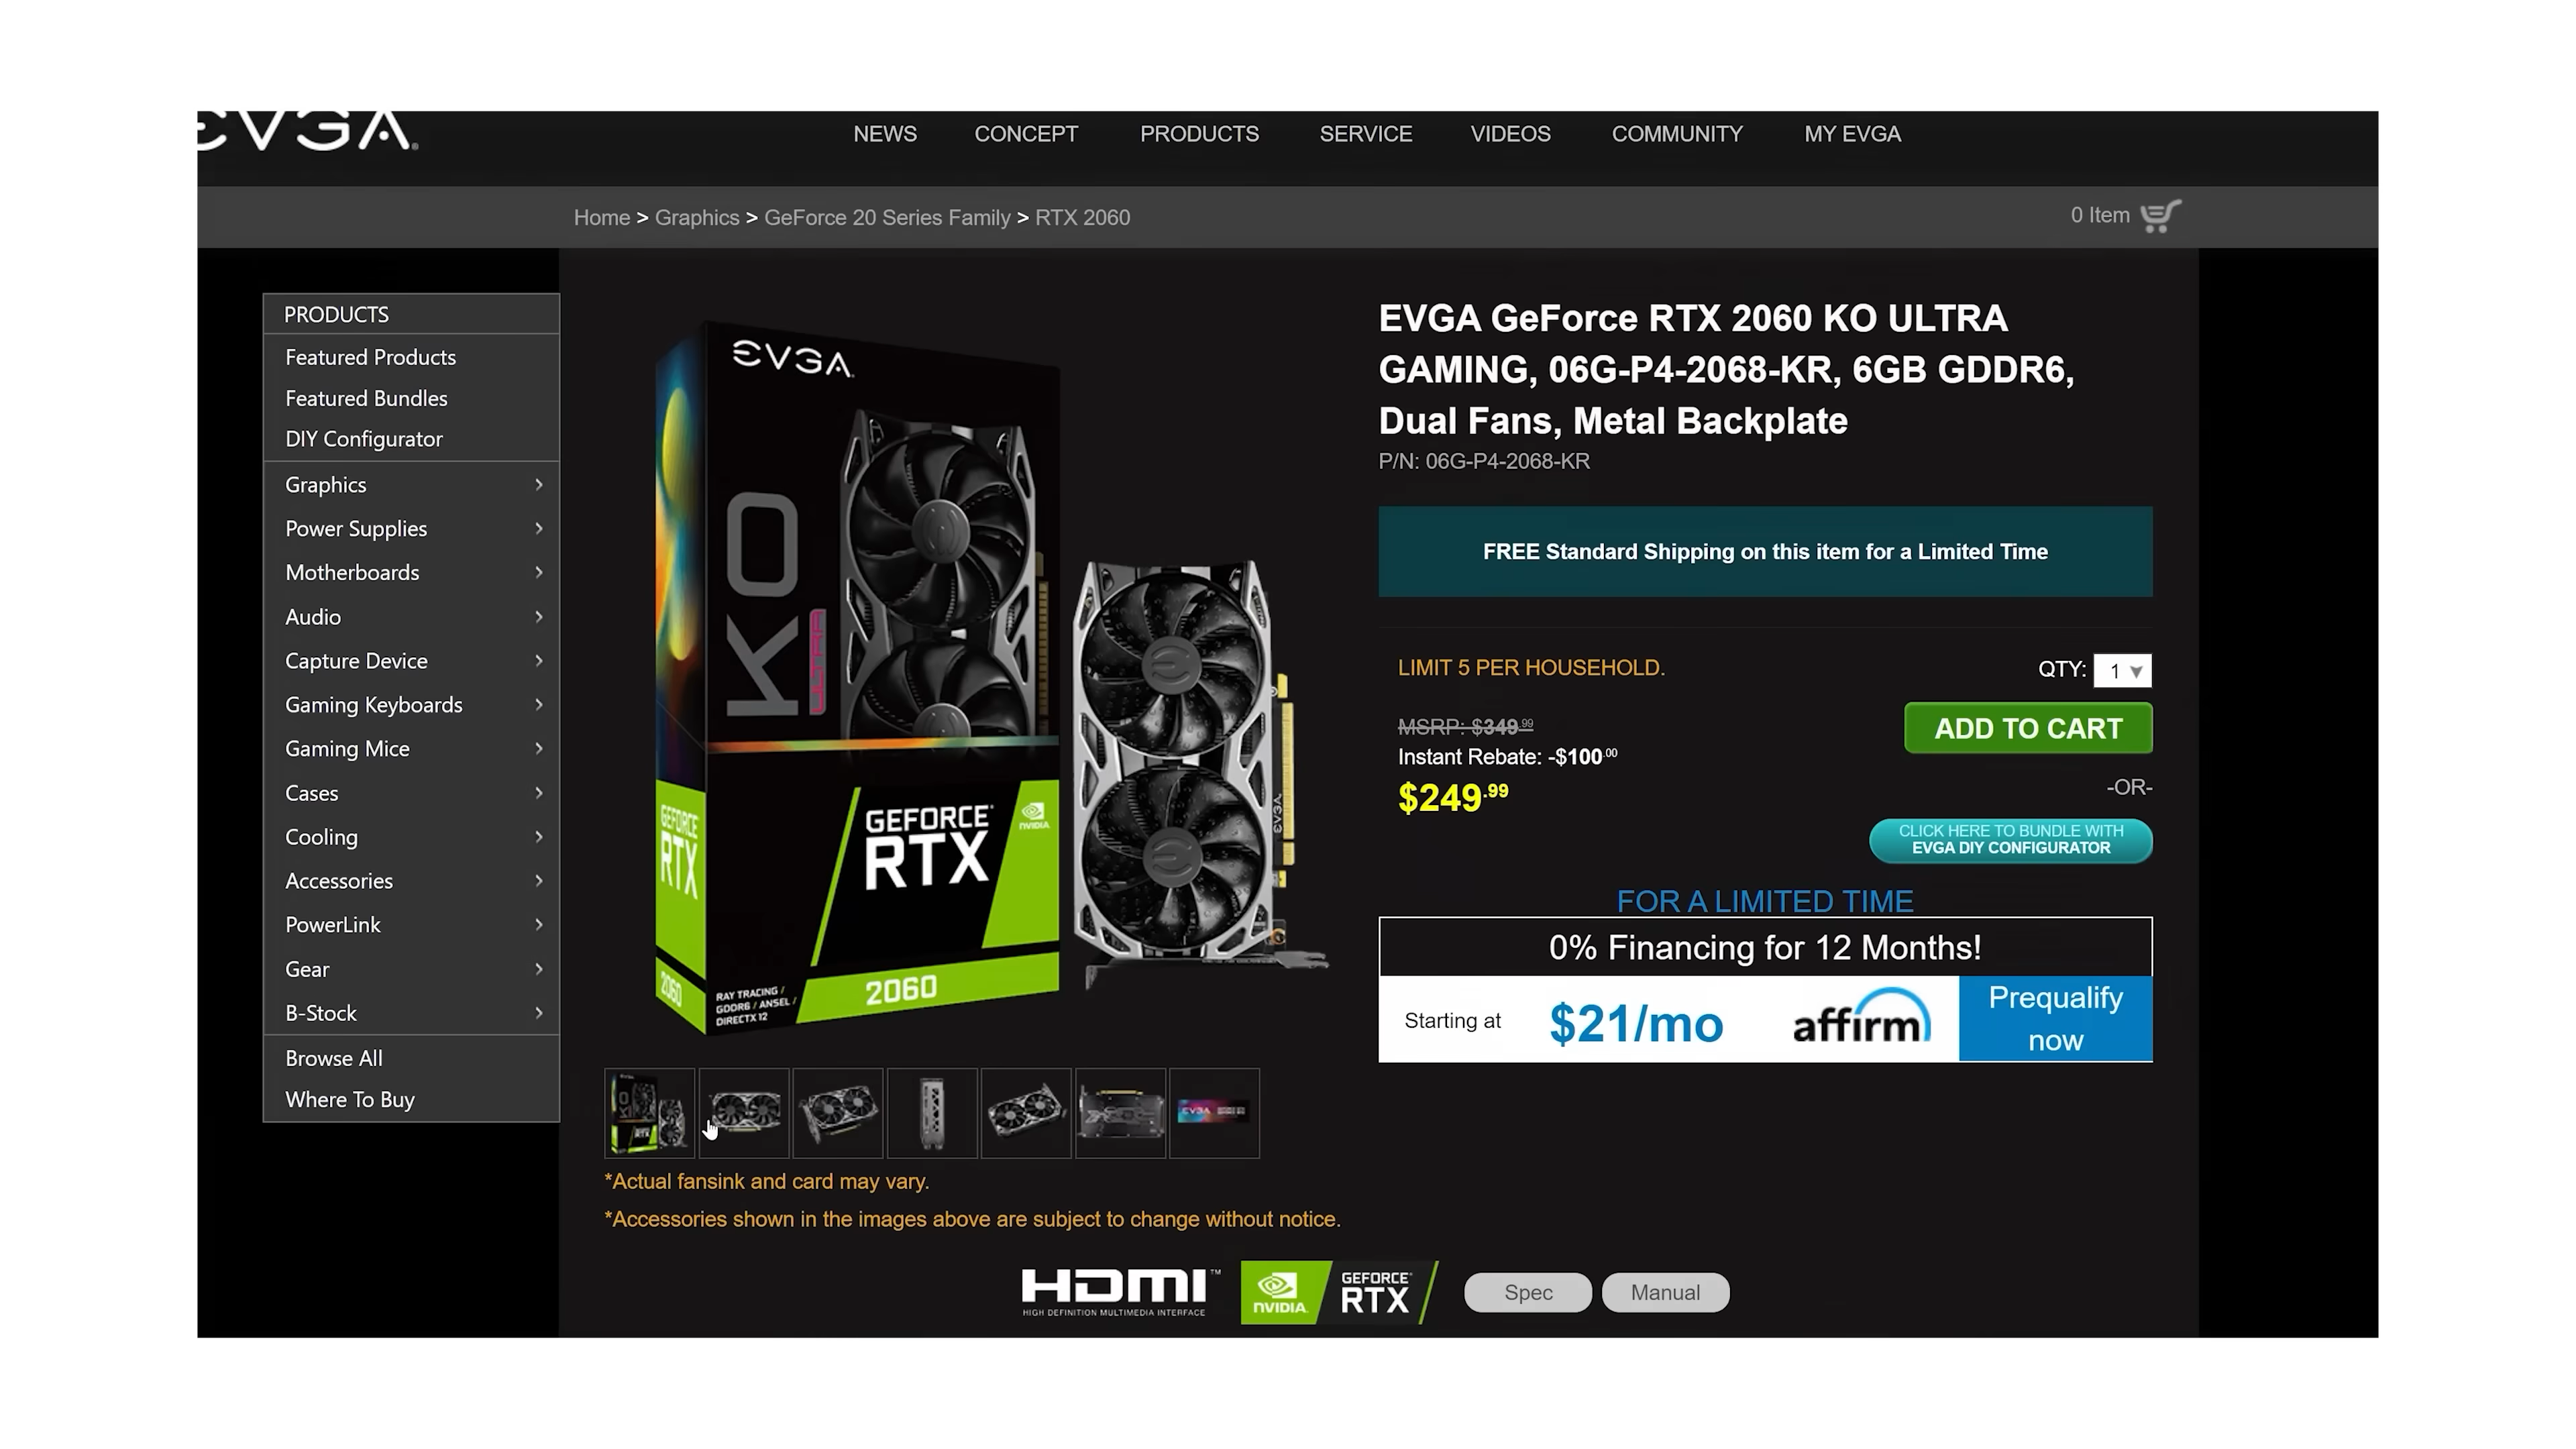 EVGA
NEWS CONCEPT PRODUCTS SERVICE VIDEOS COMMUNITY MY EVGA
Home > Graphics > GeForce 20 Series Family > RTX 2060
0 Item
PRODUCTS
Featured Products
Featured Bundles
DIY Configurator
Graphics
Power Supplies
Motherboards
Audio
Capture Device
Gaming Keyboards
Gaming Mice
Cases
Cooling
Accessories
PowerLink
Gear
B-Stock
Browse All
Where To Buy
EVGA
KO
ULTRA
GEFORCE
RTX
NVIDIA
2060
RAY TRACING /
GDDR6 / ANSEL /
DIRECTX 12
GEFORCE
RTX
2060
EVGA
EVGA GeForce RTX 2060 KO ULTRA
GAMING, 06G-P4-2068-KR, 6GB GDDR6,
Dual Fans, Metal Backplate
P/N: 06G-P4-2068-KR
FREE Standard Shipping on this item for a Limited Time
LIMIT 5 PER HOUSEHOLD.
QTY: 1
MSRP: $349.99
Instant Rebate: -$100.00
$249.99
ADD TO CART
-OR-
CLICK HERE TO BUNDLE WITH
EVGA DIY CONFIGURATOR
FOR A LIMITED TIME
0% Financing for 12 Months!
Starting at $21/mo affirm Prequalify
now
*Actual fansink and card may vary.
*Accessories shown in the images above are subject to change without notice.
HDMI™
HIGH DEFINITION MULTIMEDIA INTERFACE
NVIDIA
GEFORCE
RTX
Spec
Manual